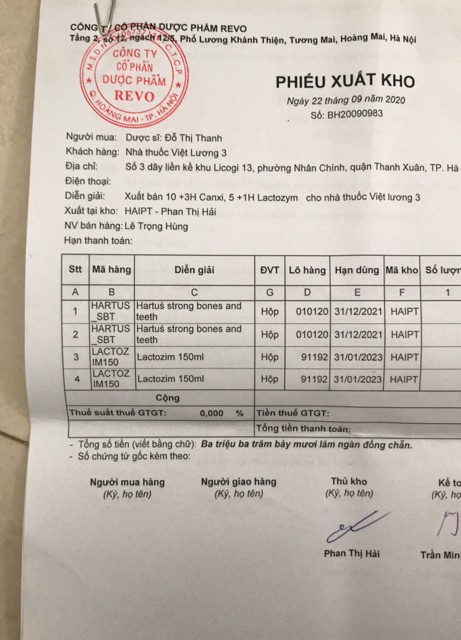 CÔNG TY CỔ PHẦN DƯỢC PHẨM REVO
Tầng 2, số 12, ngách 12/5, Phố Lương Khánh Thiện, Tương Mai, Hoàng Mai, Hà Nội
CÔNG TY
CỔ PHẦN
DƯỢC PHẨM
REVO
Q. HOÀNG MAI - TP. HÀ NỘI
PHIẾU XUẤT KHO
Ngày 22 tháng 09 năm 2020
Số: BH20090983
Người mua: Dược sĩ: Đỗ Thị Thanh
Khách hàng: Nhà thuốc Việt Lương 3
Địa chỉ: Số 3 dãy liền kề khu Licogi 13, phường Nhân Chính, quận Thanh Xuân, TP. Hà
Điện thoại:
Diễn giải: Xuất bán 10 +3H Canxi, 5 +1H Lactozym cho nhà thuốc Việt lương 3
Xuất tại kho: HAIPT - Phan Thị Hải
NV bán hàng: Lê Trọng Hùng
Hạn thanh toán:
Stt Mã hàng Diễn giải ĐVT Lô hàng Hạn dùng Mã kho Số lượn
A B C G D E F 1
1 HARTUS_SBT Hartus strong bones and teeth Hộp 010120 31/12/2021 HAIPT
2 HARTUS_SBT Hartus strong bones and teeth Hộp 010120 31/12/2021 HAIPT
3 LACTOZIM150 Lactozim 150ml Hộp 91192 31/01/2023 HAIPT
4 LACTOZIM150 Lactozim 150ml Hộp 91192 31/01/2023 HAIPT
Cộng
Thuế suất thuế GTGT: 0,000 % Tiền thuế GTGT:
Tổng tiền thanh toán:
- Tổng số tiền (viết bằng chữ): Ba triệu ba trăm bảy mươi lăm ngàn đồng chẵn.
- Số chứng từ gốc kèm theo:
Người mua hàng Người giao hàng Thủ kho Kế to
(Ký, họ tên) (Ký, họ tên) (Ký, họ tên) (Ký, họ
Phan Thị Hải Trần Min